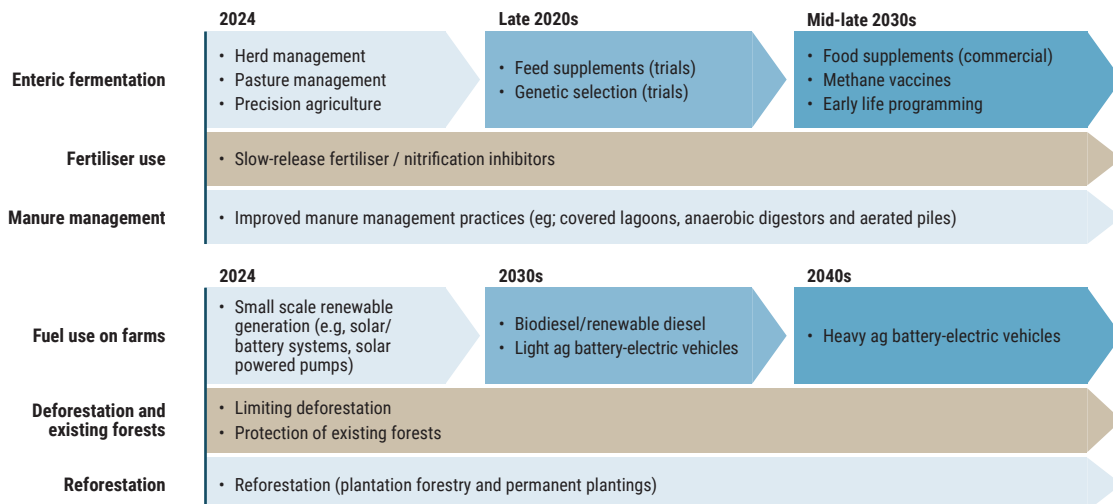 2024
Late 2020s
Mid-late 2030s
Enteric fermentation
• Herd management
• Pasture management
• Precision agriculture
• Feed supplements (trials)
• Genetic selection (trials)
• Food supplements (commercial)
• Methane vaccines
• Early life programming
Fertiliser use
• Slow-release fertiliser / nitrification inhibitors
Manure management
• Improved manure management practices (eg; covered lagoons, anaerobic digestors and aerated piles)
2024
2030s
2040s
Fuel use on farms
• Small scale renewable
generation (e.g, solar/
battery systems, solar
powered pumps)
• Biodiesel/renewable diesel
• Light ag battery-electric vehicles
• Heavy ag battery-electric vehicles
Deforestation and
existing forests
• Limiting deforestation
• Protection of existing forests
Reforestation
• Reforestation (plantation forestry and permanent plantings)